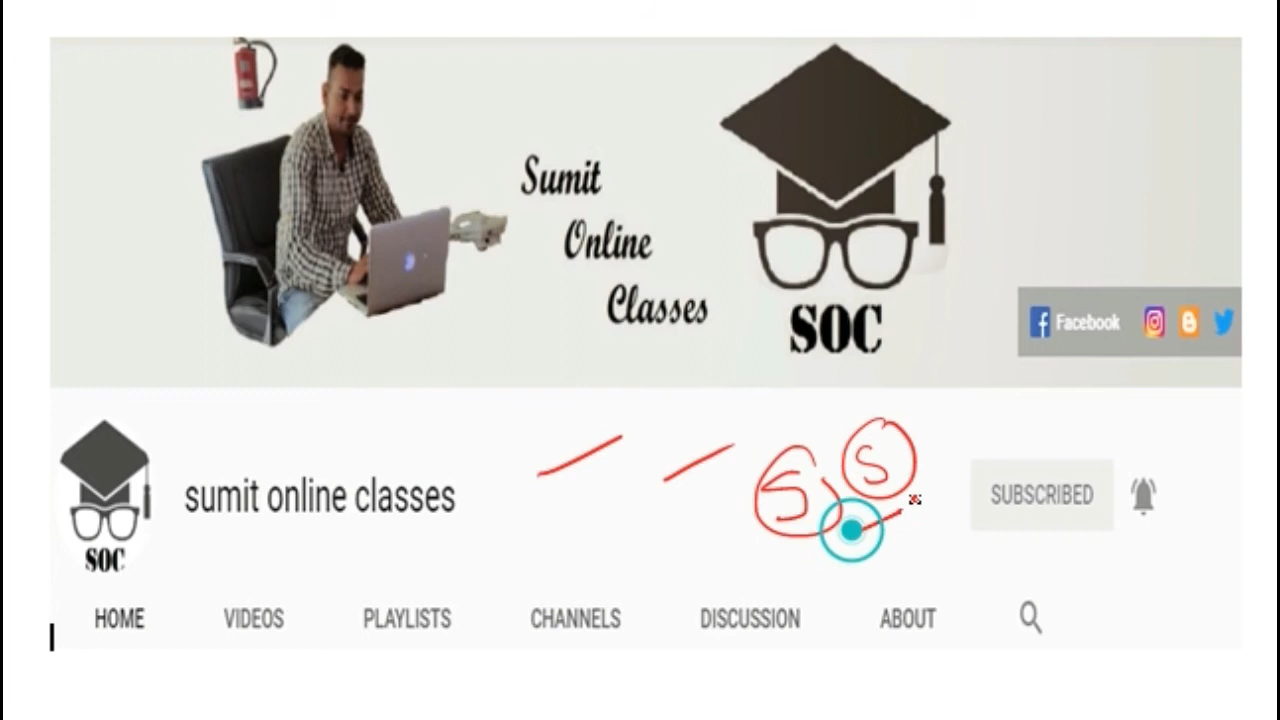 Sumit
Online
Classes
SOC
Facebook
sumit online classes
S S
SUBSCRIBED
SOC
HOME VIDEOS PLAYLISTS CHANNELS DISCUSSION ABOUT